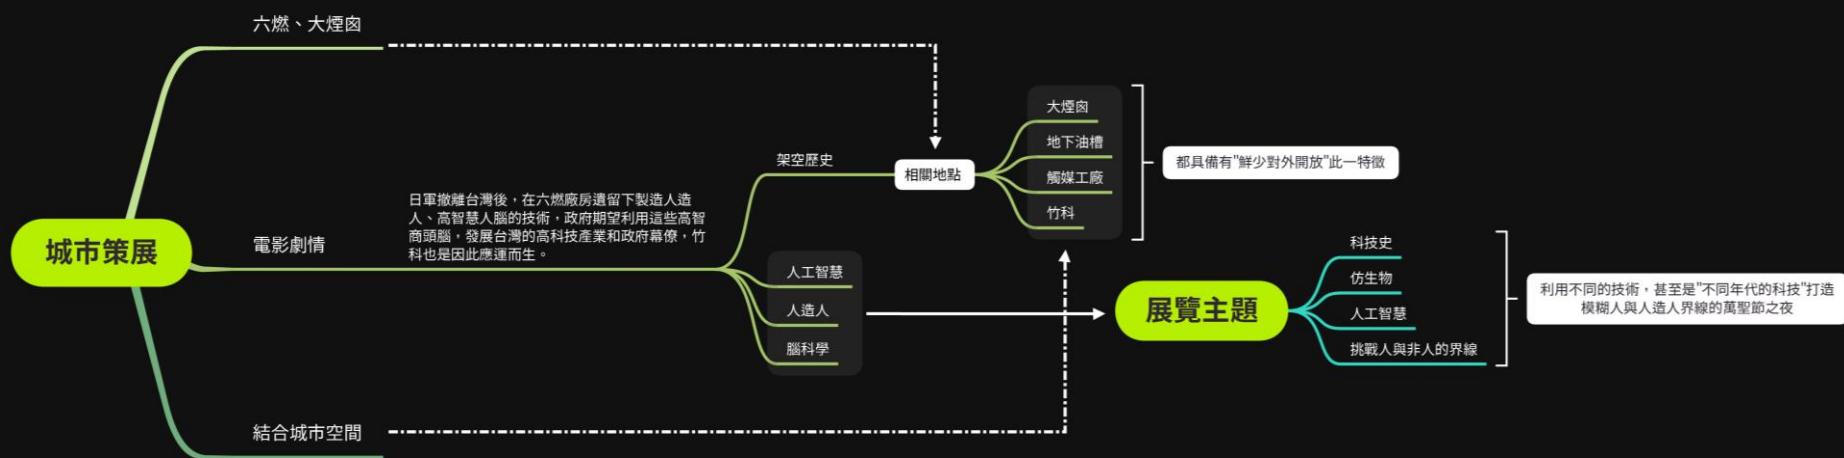 城市策展
六燃、大煙囪
電影劇情
結合城市空間
日軍撤離台灣後，在六燃廠房遺留下製造人造
人、高智慧人腦的技術，政府期望利用這些高智
商頭腦，發展台灣的高科技產業和政府幕僚，竹
科也是因此應運而生。
架空歷史
相關地點
大煙囪
地下油槽
觸媒工廠
竹科
都具備有"鮮少對外開放"此一特徵
人工智慧
人造人
腦科學
展覽主題
科技史
仿生物
人工智慧
挑戰人與非人的界線
利用不同的技術，甚至是"不同年代的科技"打造
模糊人與人造人界線的萬聖節之夜